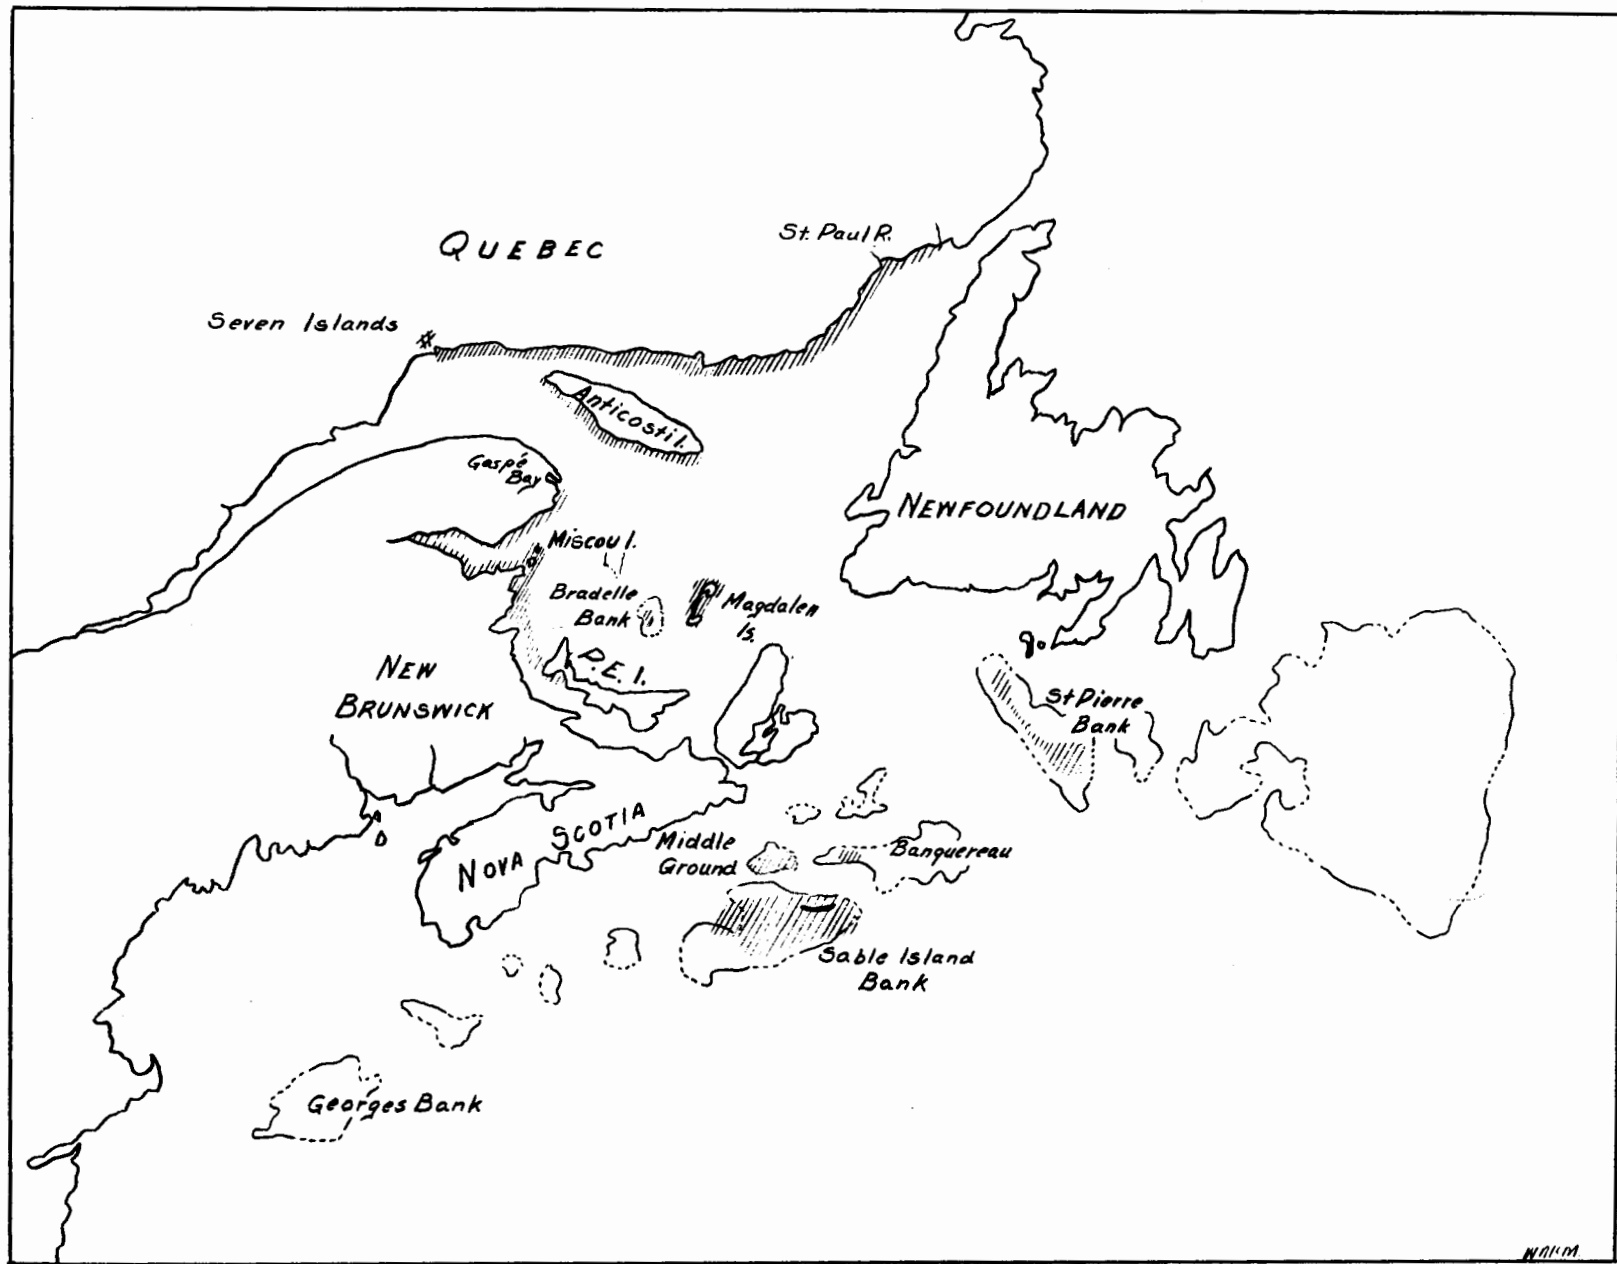 St. Paul R.
QUEBEC
Seven Islands
Anticosti I.
Gaspé
Bay
NEWFOUNDLAND
Miscou I.
Bradelle
Bank
Magdalen
Is.
P.E.I.
NEW
BRUNSWICK
St Pierre
Bank
NOVA SCOTIA
Middle
Ground
Banquereau
Sable Island
Bank
Georges Bank